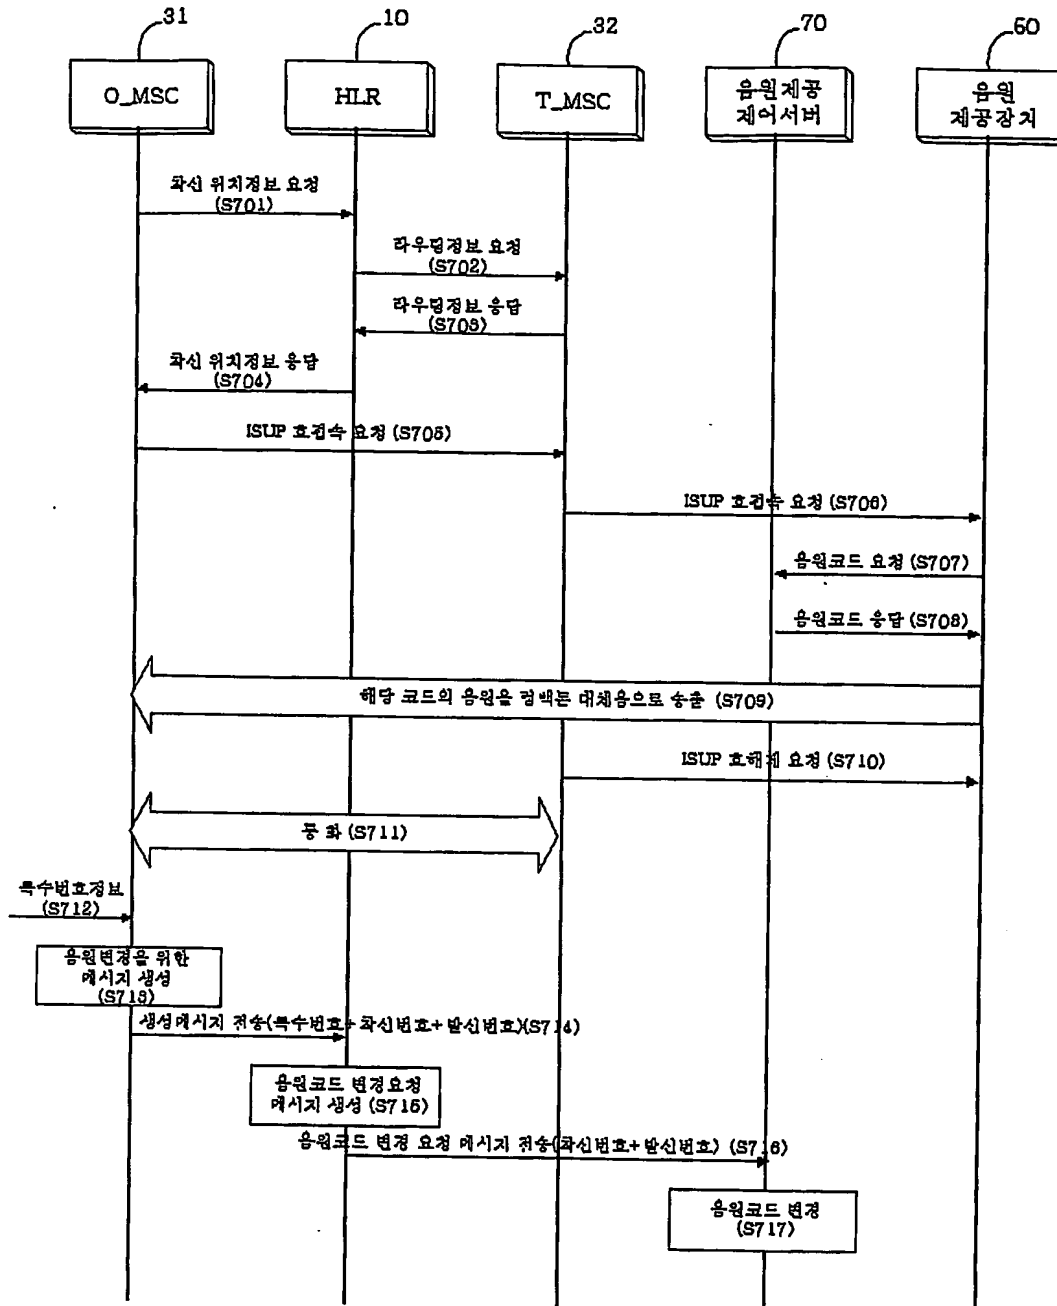 31
10
32
70
60
O_MSC
HLR
T_MSC
음원제공
제어서버
음원
제공장치
착신 위치정보 요청
(S701)
라우팅정보 요청
(S702)
라우팅정보 응답
(S703)
착신 위치정보 응답
(S704)
ISUP 호접속 요청 (S705)
ISUP 호접속 요청 (S706)
음원코드 요청 (S707)
음원코드 응답 (S708)
해당 코드의 음원을 링백톤 대체음으로 송출 (S709)
ISUP 호해제 요청 (S710)
통 화 (S711)
특수번호정보
(S712)
음원변경을 위한
메시지 생성
(S713)
생성메시지 전송(특수번호+ 착신번호+ 발신번호)(S714)
음원코드 변경요청
메시지 생성 (S715)
음원코드 변경 요청 메시지 전송(착신번호+ 발신번호) (S716)
음원코드 변경
(S717)